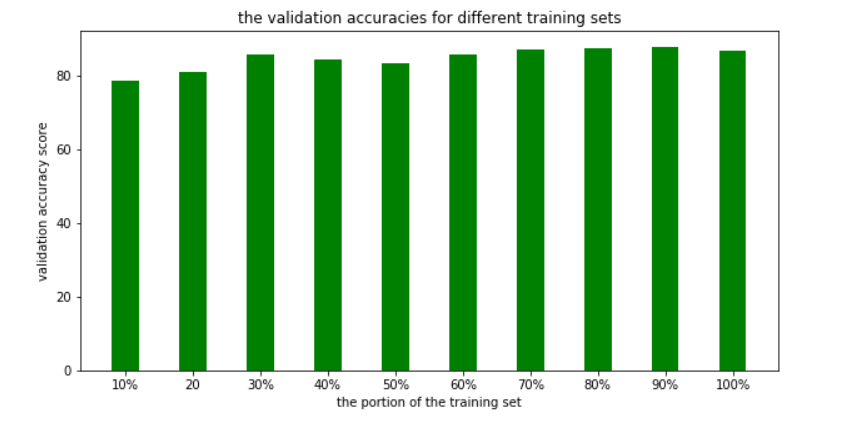 the validation accuracies for different training sets
validation accuracy score
80
60
40
20
0
10% 20 30% 40% 50% 60% 70% 80% 90% 100%
the portion of the training set